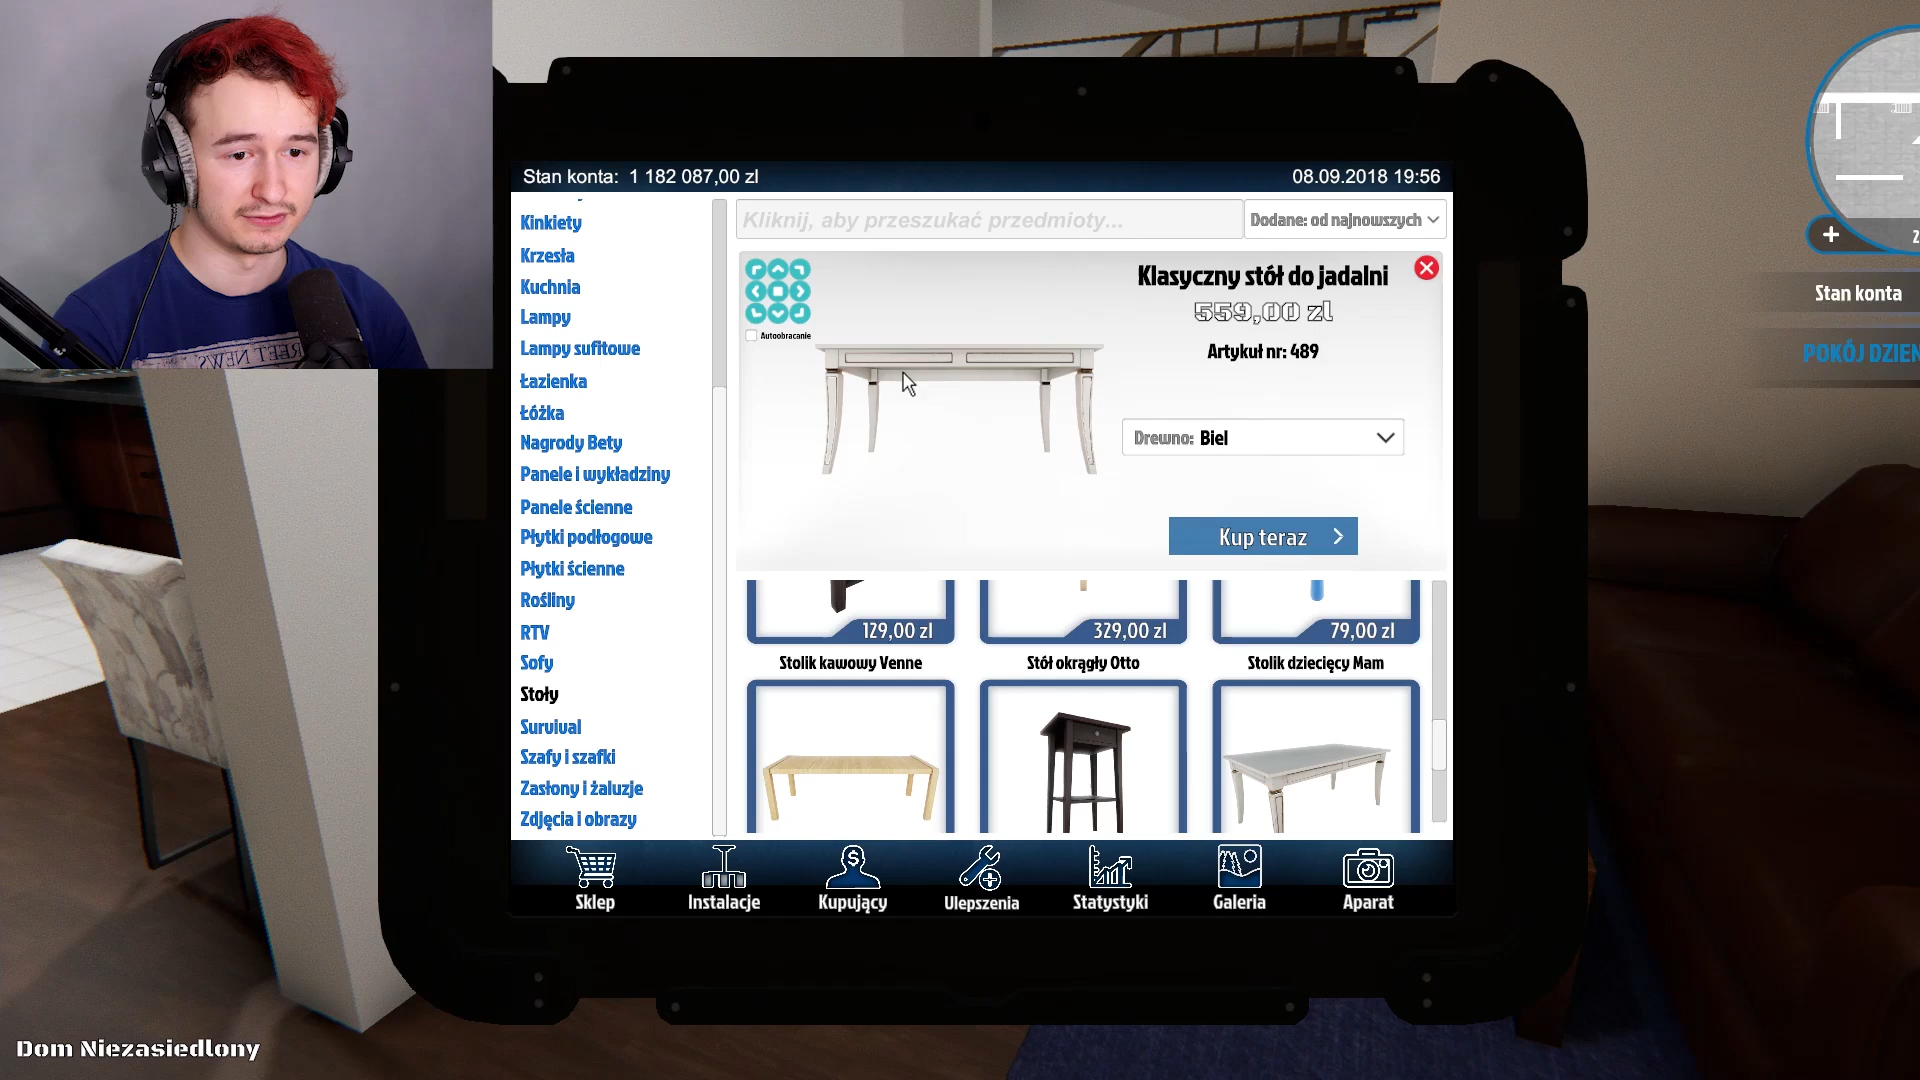 Stan konta: 1 182 087,00 zl
08.09.2018 19:56
Kinkiety
Krzesła
Kuchnia
Lampy
Lampy sufitowe
Łazienka
Łóżka
Nagrody Bety
Panele i wykładziny
Panele ścienne
Płytki podłogowe
Płytki ścienne
Rośliny
RTV
Sofy
Stoły
Survival
Szafy i szafki
Zasłony i żaluzje
Zdjęcia i obrazy
Kliknij, aby przeszukać przedmioty...
Dodane: od najnowszych
Autoobracanie
Klasyczny stół do jadalni
559,00 zl
Artykuł nr: 489
Drewno: Biel
Kup teraz
129,00 zl
329,00 zl
79,00 zl
Stolik kawowy Venne
Stół okrągły Otto
Stolik dziecięcy Mam
Sklep
Instalacje
Kupujący
Ulepszenia
Statystyki
Galeria
Aparat
+
2
Stan konta
POKÓJ DZIEN
Dom Niezasiedlony